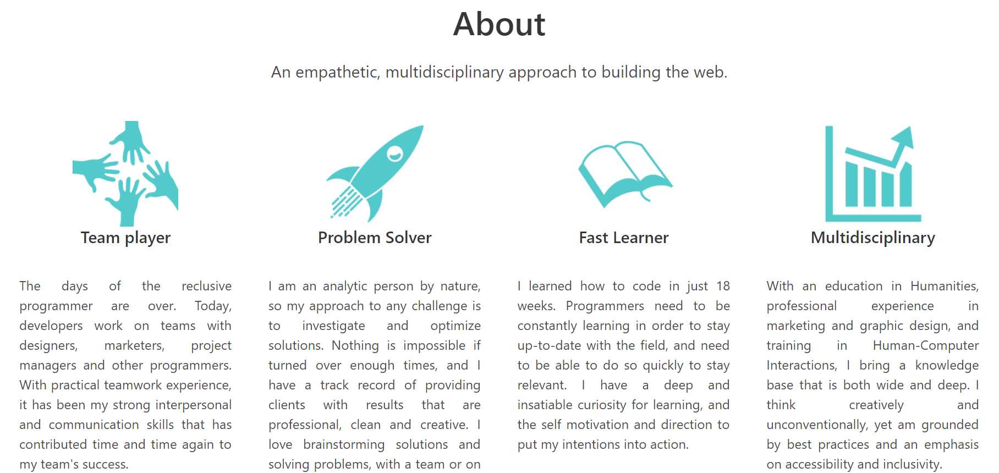 About
An empathetic, multidisciplinary approach to building the web.
Team player
The days of the reclusive
programmer are over. Today,
developers work on teams with
designers, marketers, project
managers and other programmers.
With practical teamwork experience,
it has been my strong interpersonal
and communication skills that has
contributed time and time again to
my team's success.
Problem Solver
I am an analytic person by nature,
so my approach to any challenge is
to investigate and optimize
solutions. Nothing is impossible if
turned over enough times, and I
have a track record of providing
clients with results that are
professional, clean and creative. I
love brainstorming solutions and
solving problems, with a team or on
Fast Learner
I learned how to code in just 18
weeks. Programmers need to be
constantly learning in order to stay
up-to-date with the field, and need
to be able to do so quickly to stay
relevant. I have a deep and
insatiable curiosity for learning, and
the self motivation and direction to
put my intentions into action.
Multidisciplinary
With an education in Humanities,
professional experience in
marketing and graphic design, and
training in Human-Computer
Interactions, I bring a knowledge
base that is both wide and deep. I
think creatively and
unconventionally, yet am grounded
by best practices and an emphasis
on accessibility and inclusivity.